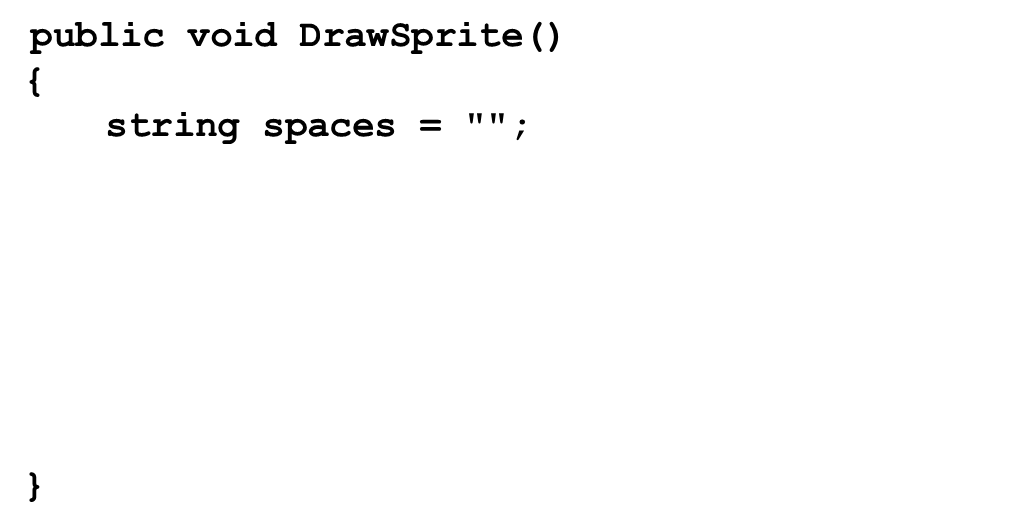 public void DrawSprite()
{
    string spaces = "";
}